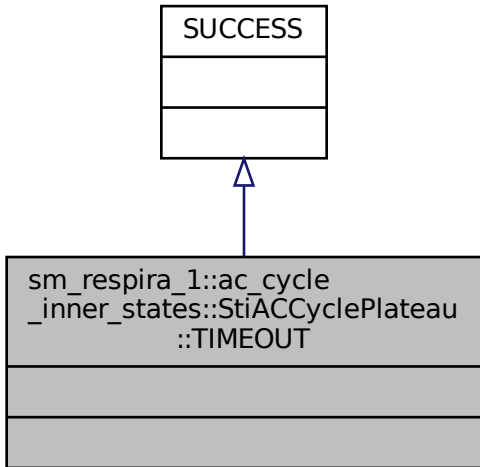 SUCCESS
sm_respira_1::ac_cycle
_inner_states::StiACCyclePlateau
::TIMEOUT